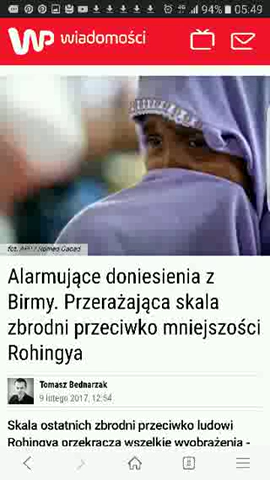 94% 05:49
WP wiadomości
fot. AFP / Romeo Gacad
Alarmujące doniesienia z
Birmy. Przerażająca skala
zbrodni przeciwko mniejszości
Rohingya
Tomasz Bednarzak
9 lutego 2017, 12:54
Skala ostatnich zbrodni przeciwko ludowi
Rohingya przekracza wszelkie wyobrażenia -